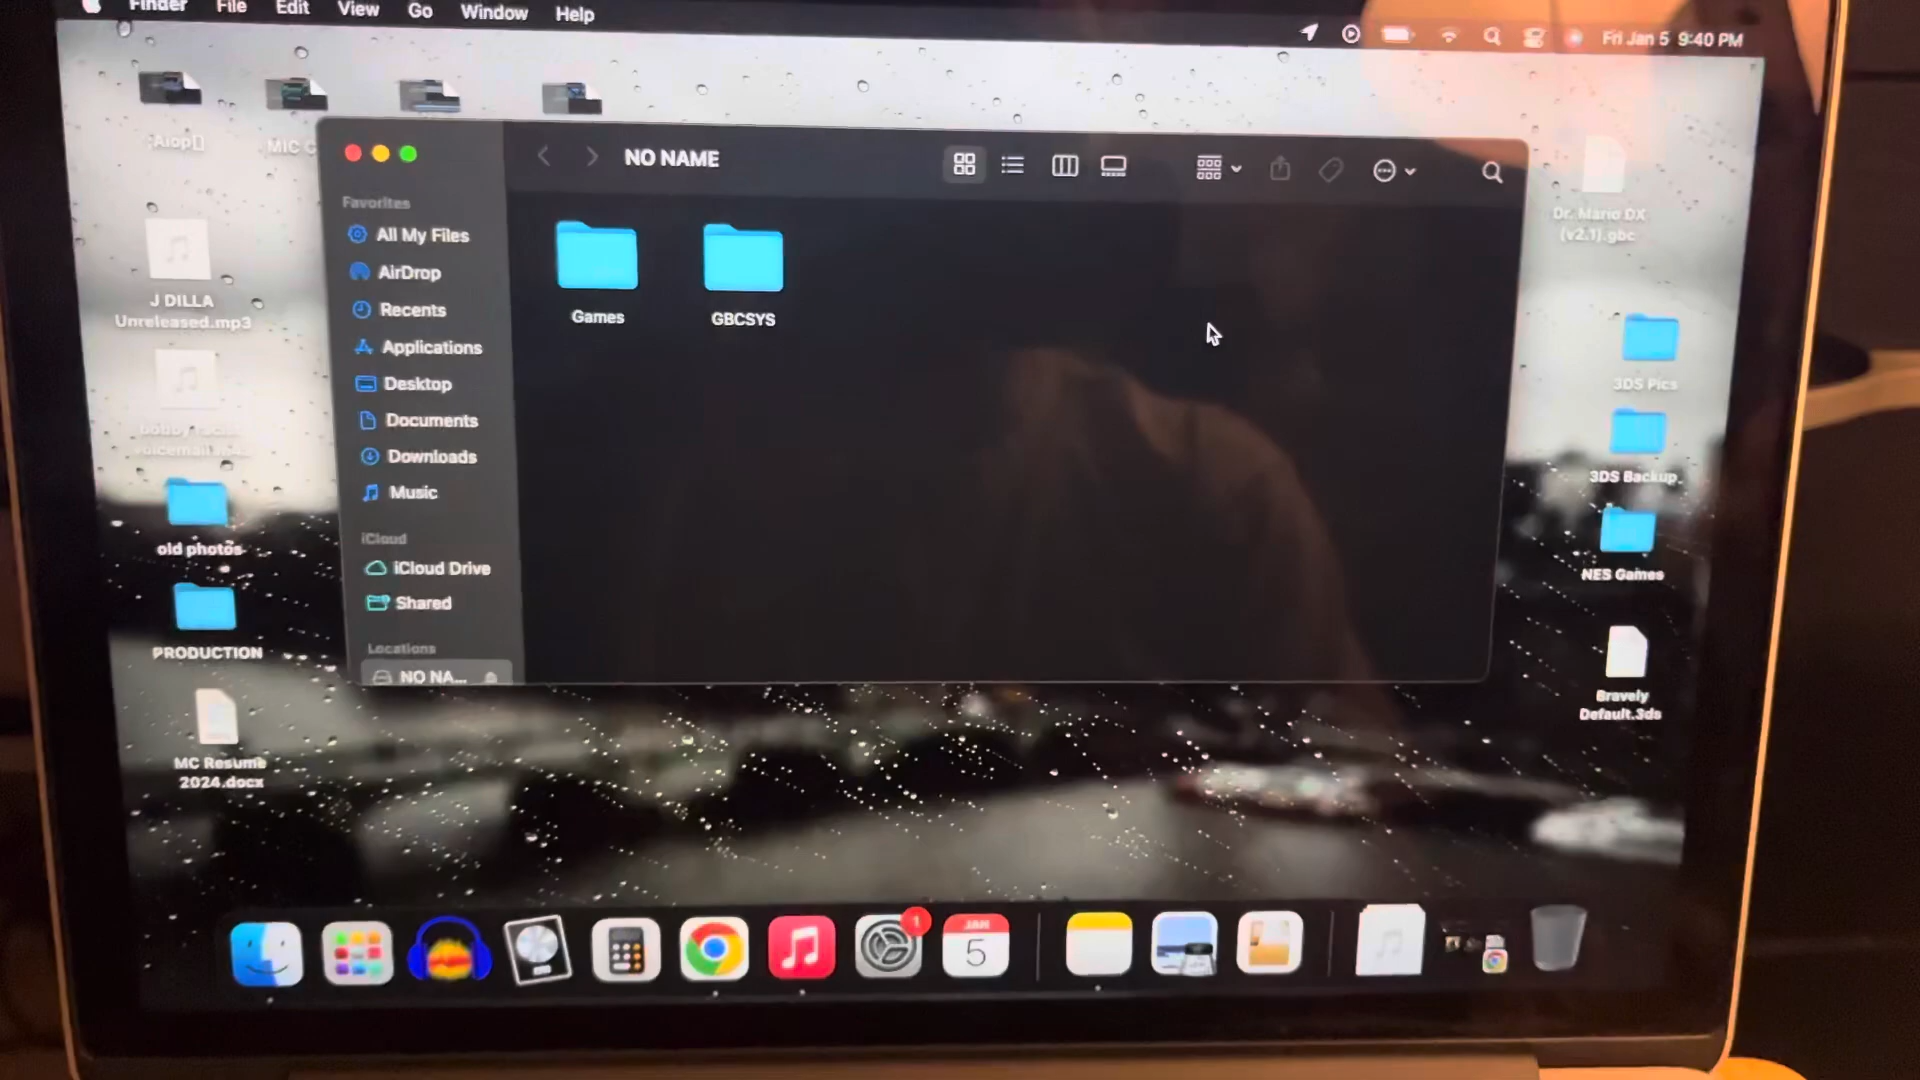 Finder File Edit View Go Window Help
Fri Jan 5 9:40 PM
MIC C
NO NAME
Favorites
All My Files
AirDrop
Recents
Applications
Desktop
Documents
Downloads
Music
iCloud
iCloud Drive
Shared
Locations
NO NA...
Games
GBCSYS
J DILLA
Unreleased.mp3
old photos
PRODUCTION
MC Resume
2024.docx
Dr. Mario DX
(v2.1).gbc
3DS Pics
3DS Backup
NES Games
Bravely
Default.3ds
1
JAN
5